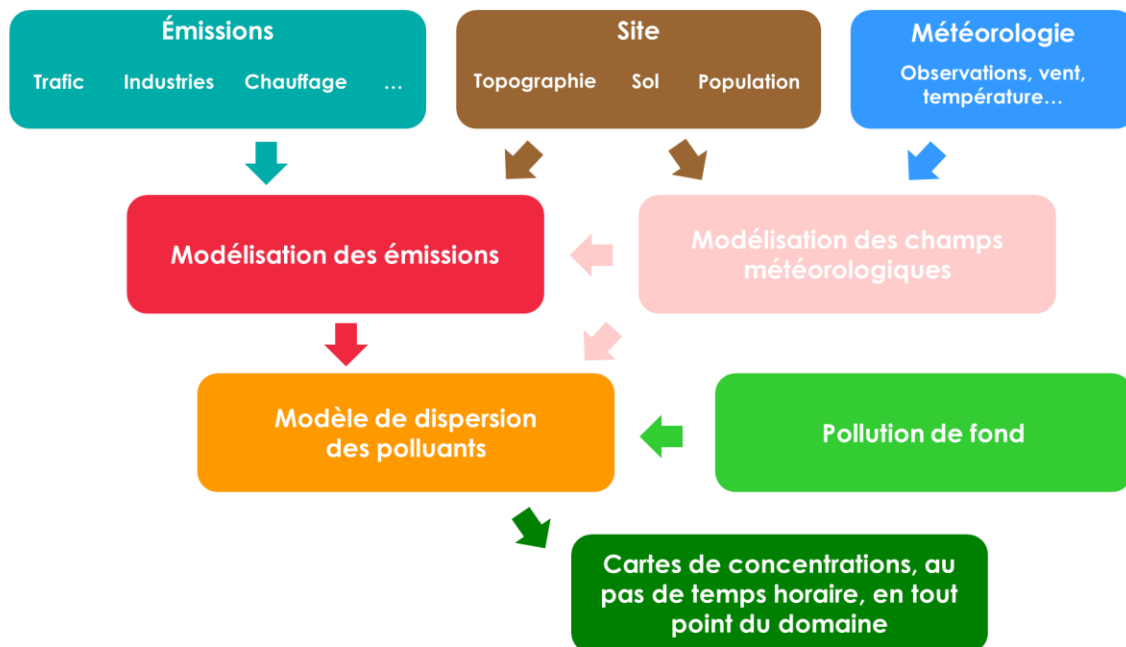 Émissions
Trafic Industries Chauffage ...
Site
Topographie Sol Population
Météorologie
Observations, vent,
température...
Modélisation des émissions
Modélisation des champs
météorologiques
Modèle de dispersion
des polluants
Pollution de fond
Cartes de concentrations, au
pas de temps horaire, en tout
point du domaine